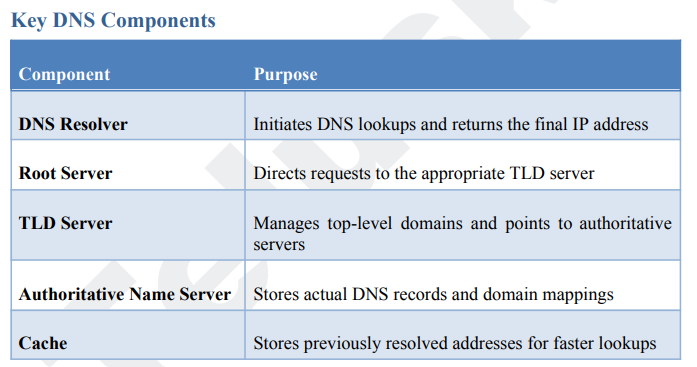 Key DNS Components
Component Purpose
DNS Resolver Initiates DNS lookups and returns the final IP address
Root Server Directs requests to the appropriate TLD server
TLD Server Manages top-level domains and points to authoritative
servers
Authoritative Name Server Stores actual DNS records and domain mappings
Cache Stores previously resolved addresses for faster lookups